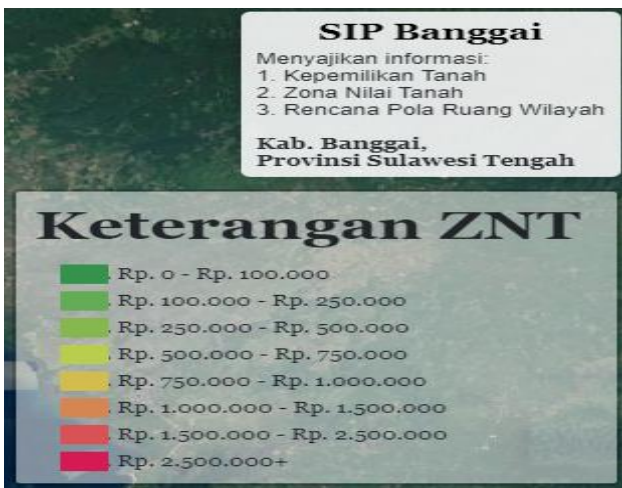 SIP Banggai
Menyajikan informasi:
1. Kepemilikan Tanah
2. Zona Nilai Tanah
3. Rencana Pola Ruang Wilayah
Kab. Banggai,
Provinsi Sulawesi Tengah
Keterangan ZNT
. Rp. 0 - Rp. 100.000
. Rp. 100.000 - Rp. 250.000
. Rp. 250.000 - Rp. 500.000
. Rp. 500.000 - Rp. 750.000
. Rp. 750.000 - Rp. 1.000.000
. Rp. 1.000.000 - Rp. 1.500.000
. Rp. 1.500.000 - Rp. 2.500.000
. Rp. 2.500.000+